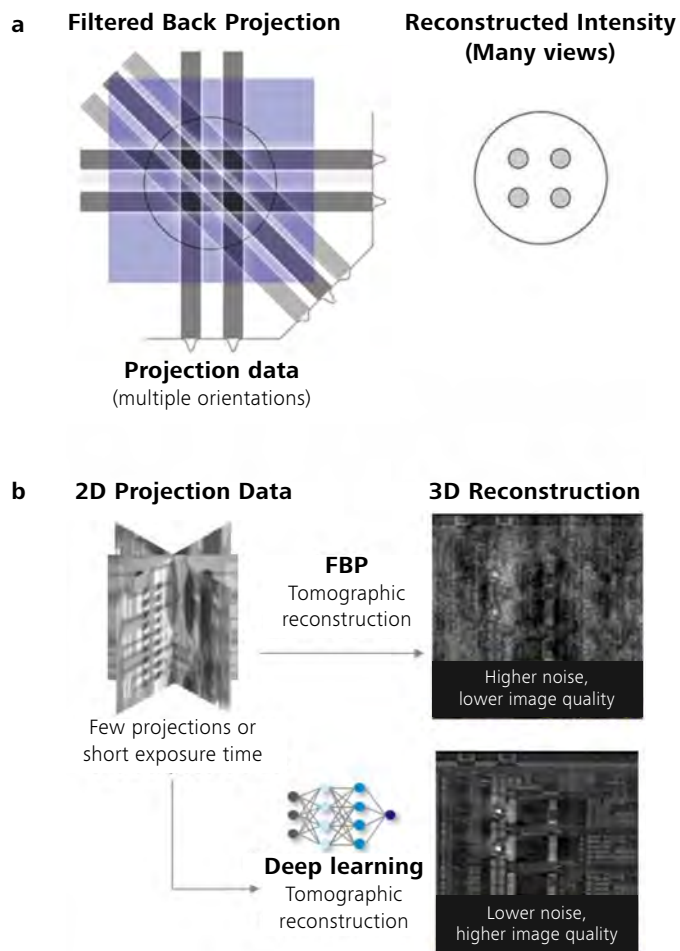 a
Filtered Back Projection
Reconstructed Intensity
(Many views)
Projection data
(multiple orientations)
b
2D Projection Data
3D Reconstruction
FBP
Tomographic
reconstruction
Higher noise,
lower image quality
Few projections or
short exposure time
Deep learning
Tomographic
reconstruction
Lower noise,
higher image quality